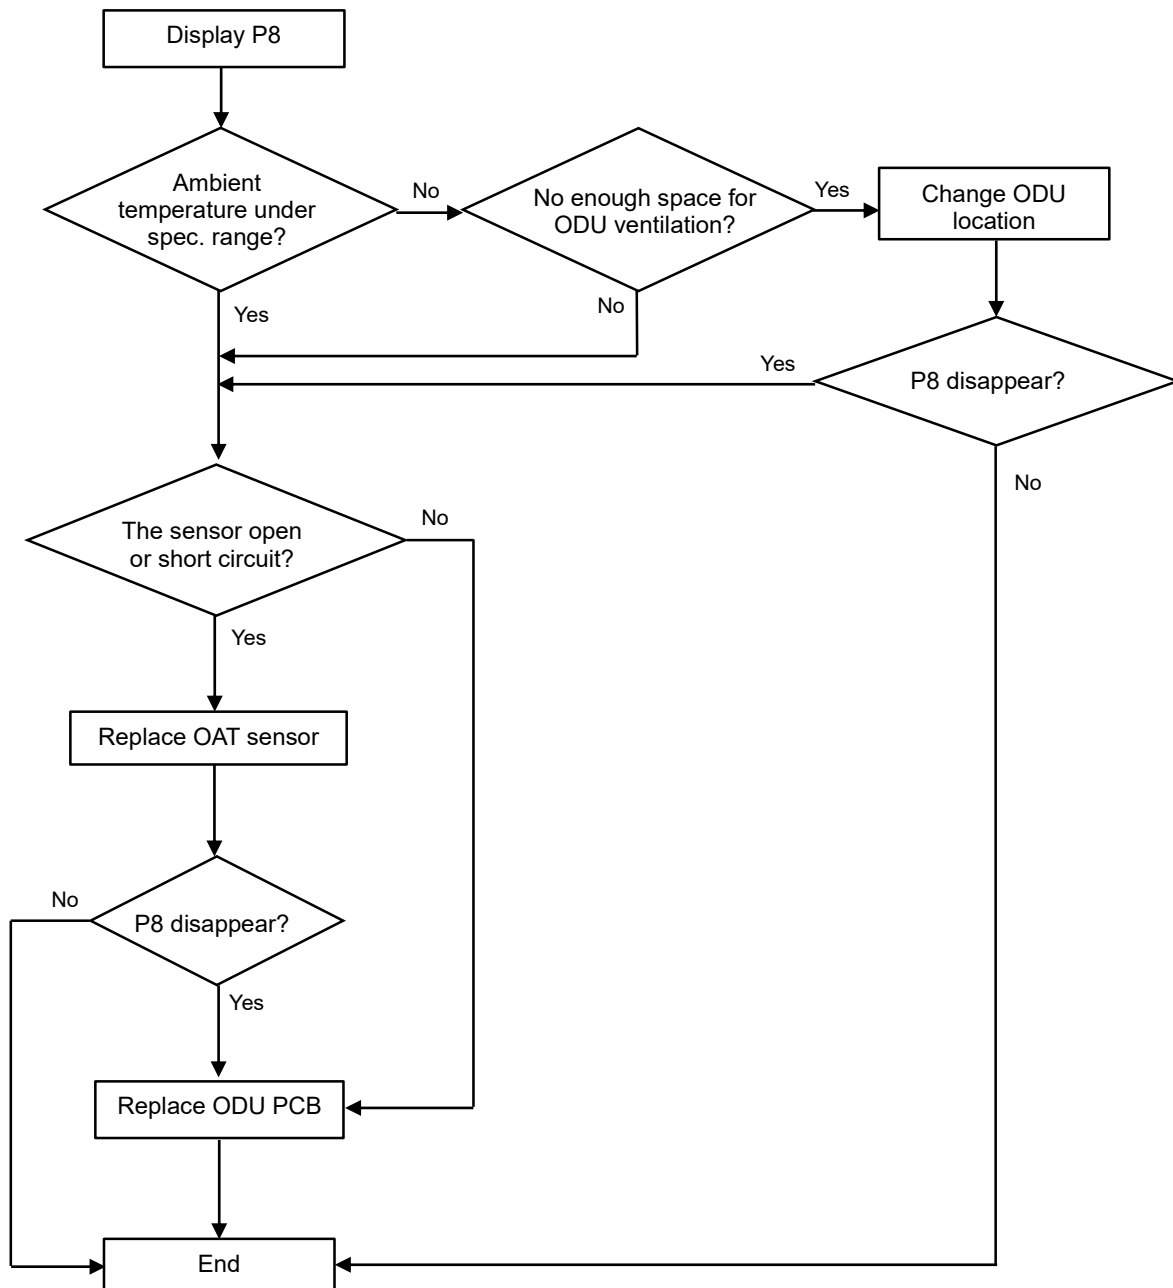 Display P8
Ambient
temperature under
spec. range?
No
No enough space for
ODU ventilation?
Yes
Change ODU
location
Yes
No
Yes
P8 disappear?
No
The sensor open
or short circuit?
No
Yes
Replace OAT sensor
No
P8 disappear?
Yes
Replace ODU PCB
End